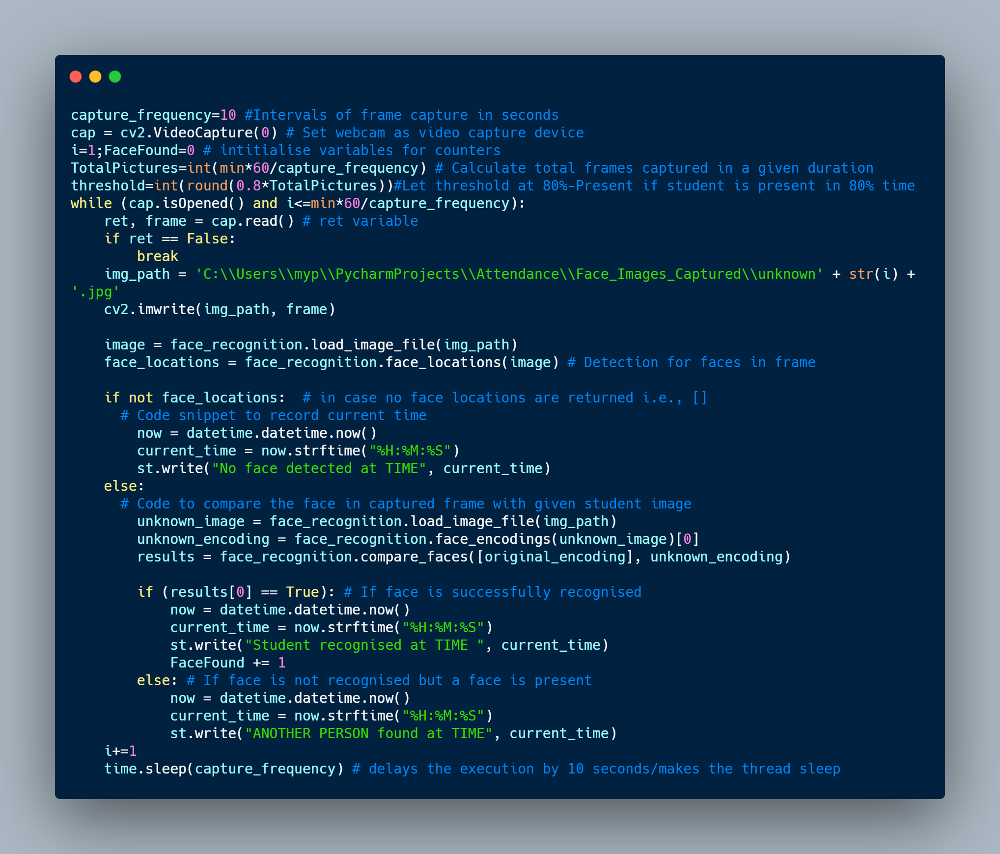 capture_frequency=10 #Intervals of frame capture in seconds
cap = cv2.VideoCapture(0) # Set webcam as video capture device
i=1;FaceFound=0 # intitialise variables for counters
TotalPictures=int(min*60/capture_frequency) # Calculate total frames captured in a given duration
threshold=int(round(0.8*TotalPictures))#Let threshold at 80%-Present if student is present in 80% time
while (cap.isOpened() and i<=min*60/capture_frequency):
    ret, frame = cap.read() # ret variable
    if ret == False:
        break
    img_path = 'C:\\Users\\myp\\PycharmProjects\\Attendance\\Face_Images_Captured\\unknown' + str(i) +
'.jpg'
    cv2.imwrite(img_path, frame)

    image = face_recognition.load_image_file(img_path)
    face_locations = face_recognition.face_locations(image) # Detection for faces in frame

    if not face_locations:  # in case no face locations are returned i.e., []
      # Code snippet to record current time
        now = datetime.datetime.now()
        current_time = now.strftime("%H:%M:%S")
        st.write("No face detected at TIME", current_time)
    else:
      # Code to compare the face in captured frame with given student image
        unknown_image = face_recognition.load_image_file(img_path)
        unknown_encoding = face_recognition.face_encodings(unknown_image)[0]
        results = face_recognition.compare_faces([original_encoding], unknown_encoding)

        if (results[0] == True): # If face is successfully recognised
            now = datetime.datetime.now()
            current_time = now.strftime("%H:%M:%S")
            st.write("Student recognised at TIME ", current_time)
            FaceFound += 1
        else: # If face is not recognised but a face is present
            now = datetime.datetime.now()
            current_time = now.strftime("%H:%M:%S")
            st.write("ANOTHER PERSON found at TIME", current_time)
    i+=1
    time.sleep(capture_frequency) # delays the execution by 10 seconds/makes the thread sleep